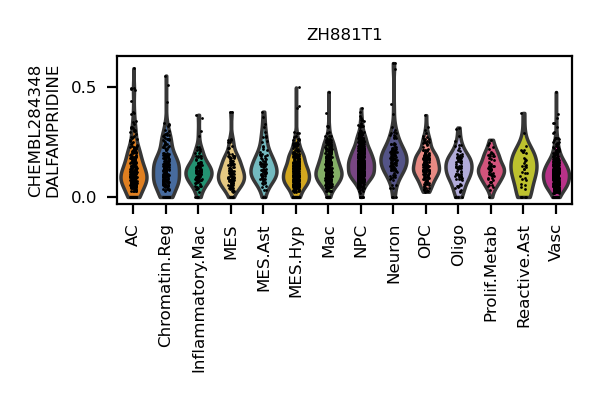 ZH881T1
CHEMBL284348
DALFAMPRIDINE
0.5
0.0
AC
Chromatin.Reg
Inflammatory.Mac
MES
MES.Ast
MES.Hyp
Mac
NPC
Neuron
OPC
Oligo
Prolif.Metab
Reactive.Ast
Vasc